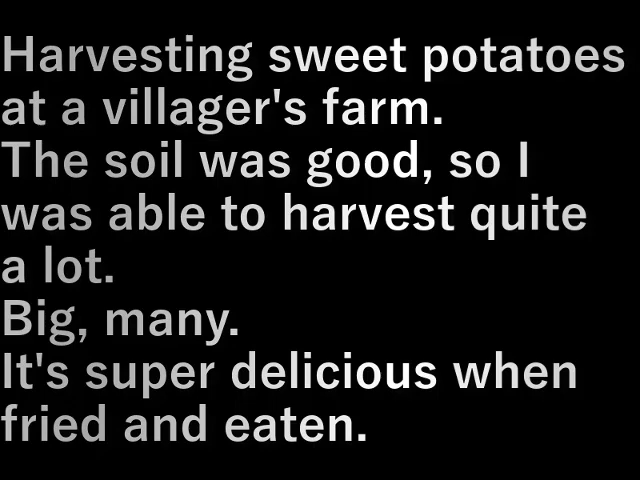 Harvesting sweet potatoes
at a villager's farm.
The soil was good, so I
was able to harvest quite
a lot.
Big, many.
It's super delicious when
fried and eaten.